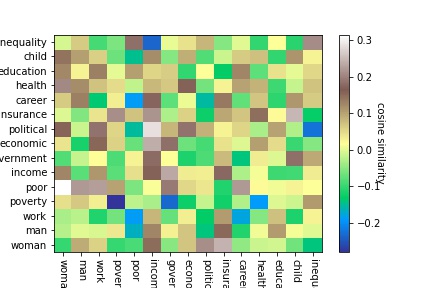 nequality
child
education
health
career
nsurance
political
economic
vernment
income
poor
poverty
work
man
woman
woma
man
work
pover
poor
incom
gover
econo
politic
insura
career
health
educa
child
inequ
0.3
0.2
0.1
0.0
−0.1
−0.2
cosine similarity